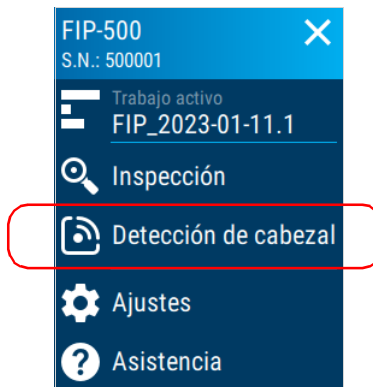 FIP-500
S.N.: 500001
Trabajo activo
FIP_2023-01-11.1
Inspección
Detección de cabezal
Ajustes
Asistencia